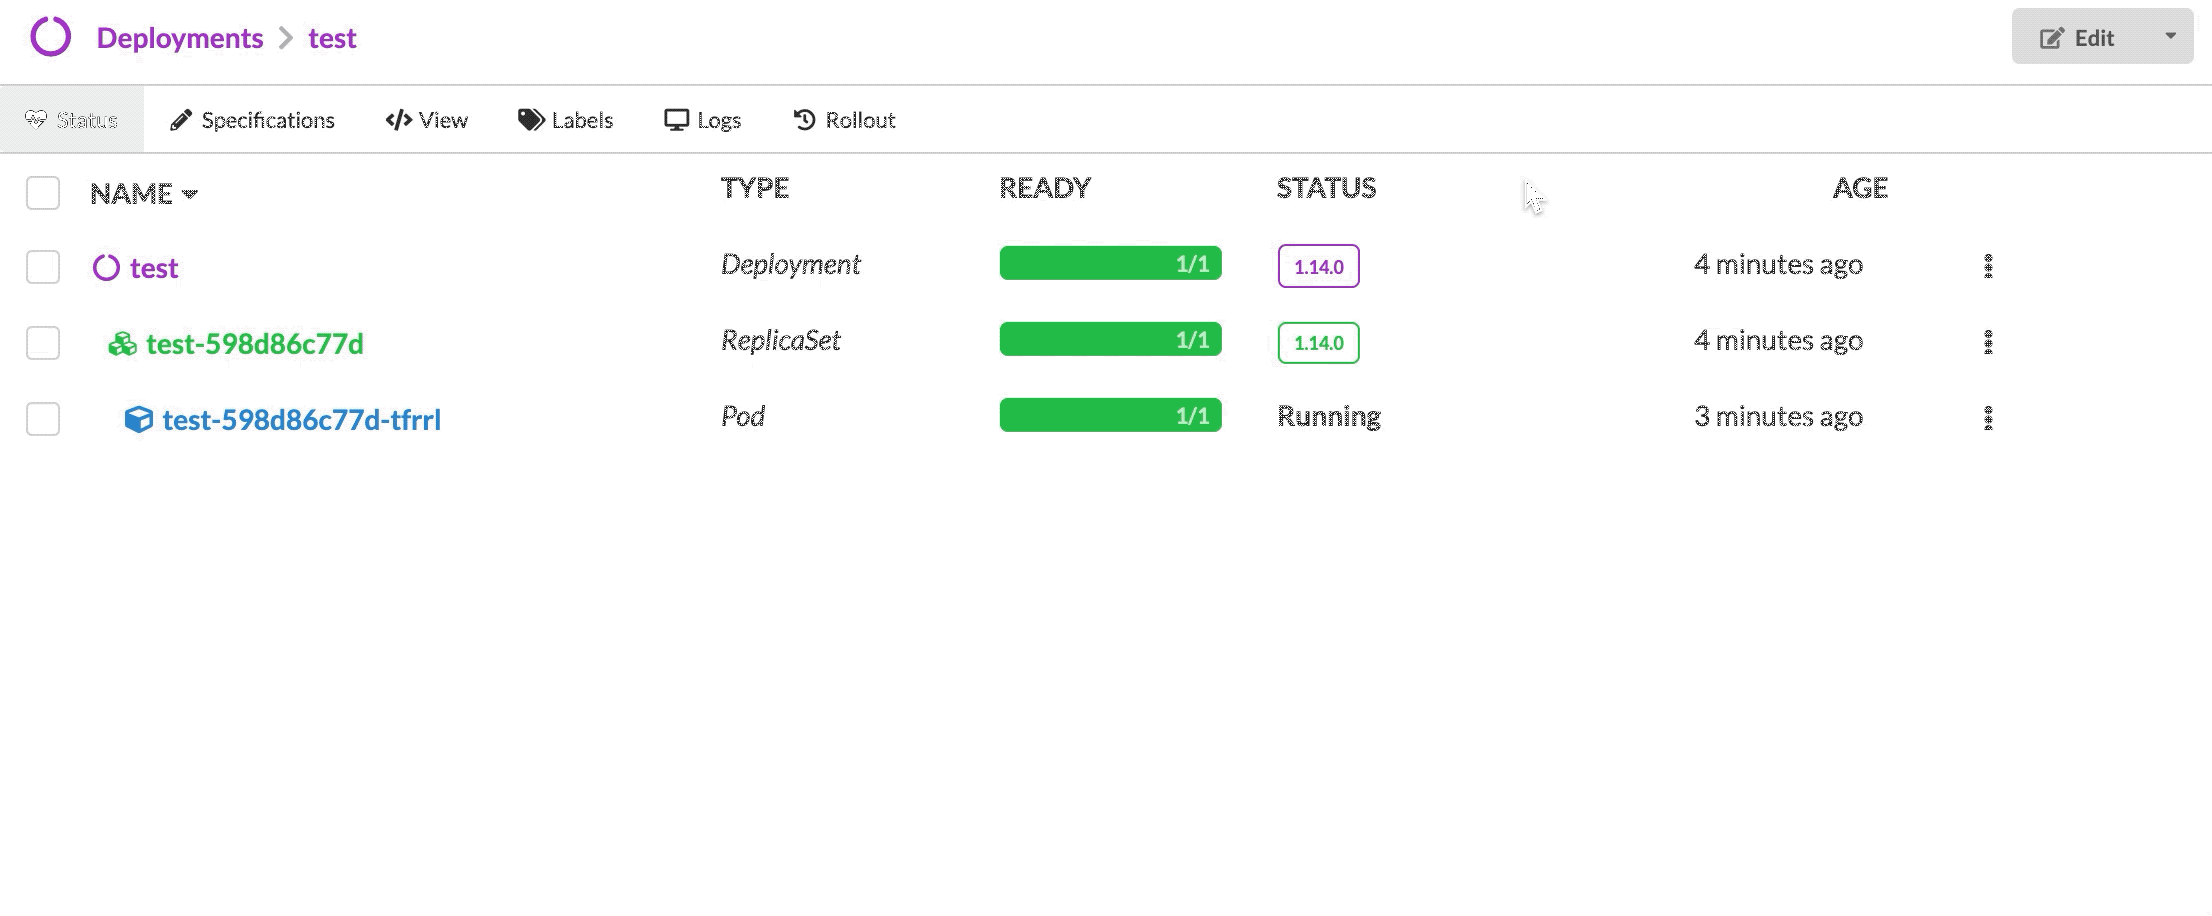 Deployments > test
Edit
Status Specifications </> View Labels Logs Rollout
NAME TYPE READY STATUS AGE
test Deployment 1/1 1.14.0 4 minutes ago
test-598d86c77d ReplicaSet 1/1 1.14.0 4 minutes ago
test-598d86c77d-tfrrl Pod 1/1 Running 3 minutes ago